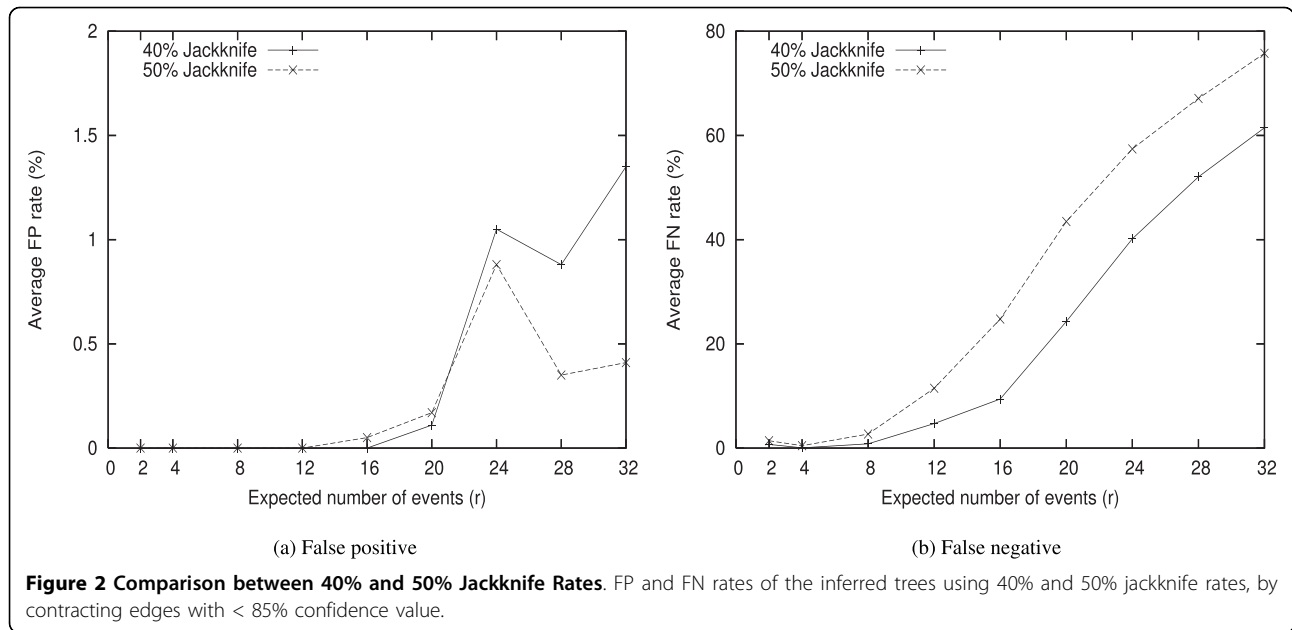 2
1.5
1
0.5
0
Average FP rate (%)
40% Jackknife
50% Jackknife
0 2 4 8 12 16 20 24 28 32
Expected number of events (r)
(a) False positive
80
60
40
20
0
Average FN rate (%)
40% Jackknife
50% Jackknife
0 2 4 8 12 16 20 24 28 32
Expected number of events (r)
(b) False negative
Figure 2 Comparison between 40% and 50% Jackknife Rates. FP and FN rates of the inferred trees using 40% and 50% jackknife rates, by
contracting edges with < 85% confidence value.